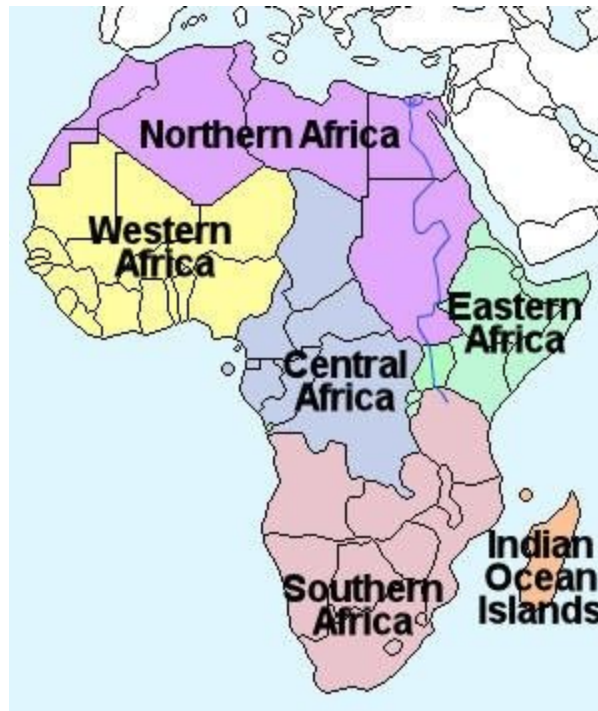 Northern Africa
Western
Africa
Eastern
Africa
Central
Africa
Indian
Ocean
Islands
Southern
Africa